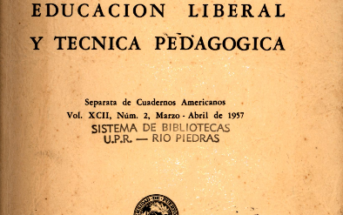 EDUCACION LIBERAL
Y TECNICA PEDAGOGICA
Separata de Cuadernos Americanos
Vol. XCII, Núm. 2, Marzo - Abril de 1957
SISTEMA DE BIBLIOTECAS
U.P.R. — RIO PIEDRAS